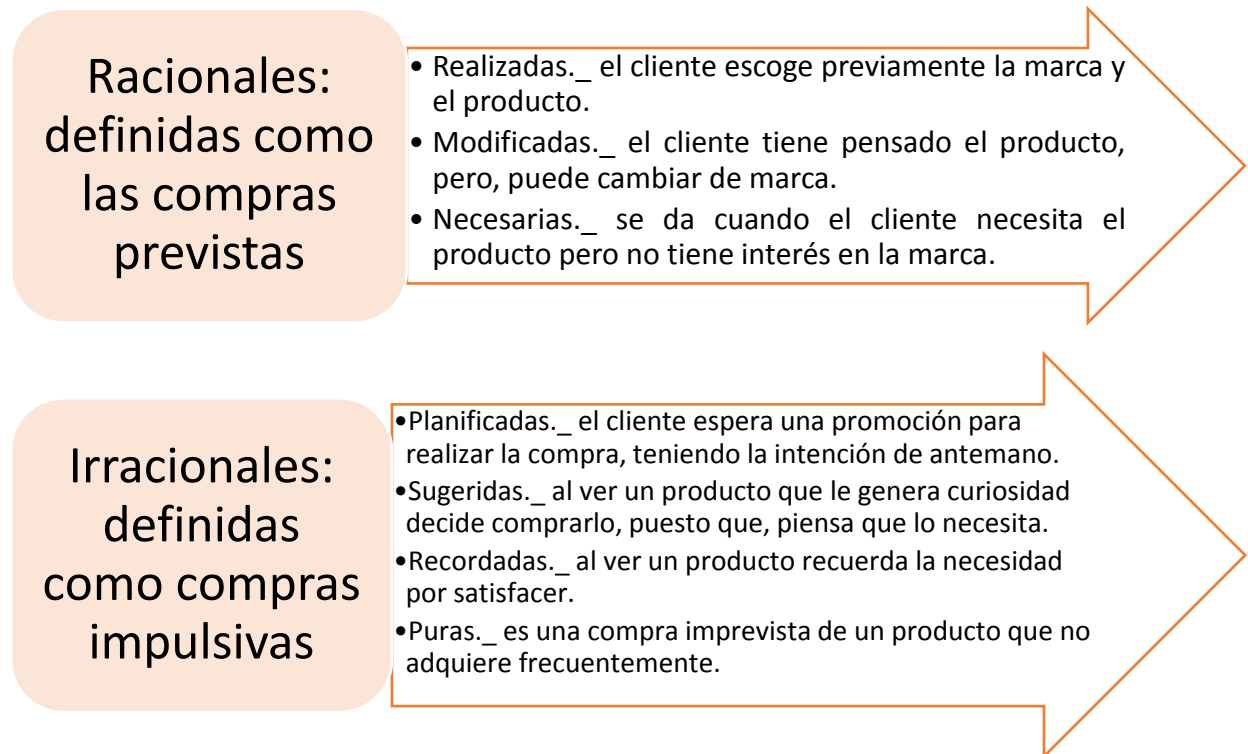 Racionales:
definidas como
las compras
previstas
• Realizadas._ el cliente escoge previamente la marca y
el producto.
• Modificadas._ el cliente tiene pensado el producto,
pero, puede cambiar de marca.
• Necesarias._ se da cuando el cliente necesita el
producto pero no tiene interés en la marca.
Irracionales:
definidas
como compras
impulsivas
•Planificadas._ el cliente espera una promoción para
realizar la compra, teniendo la intención de antemano.
•Sugeridas._ al ver un producto que le genera curiosidad
decide comprarlo, puesto que, piensa que lo necesita.
•Recordadas._ al ver un producto recuerda la necesidad
por satisfacer.
•Puras._ es una compra imprevista de un producto que no
adquiere frecuentemente.